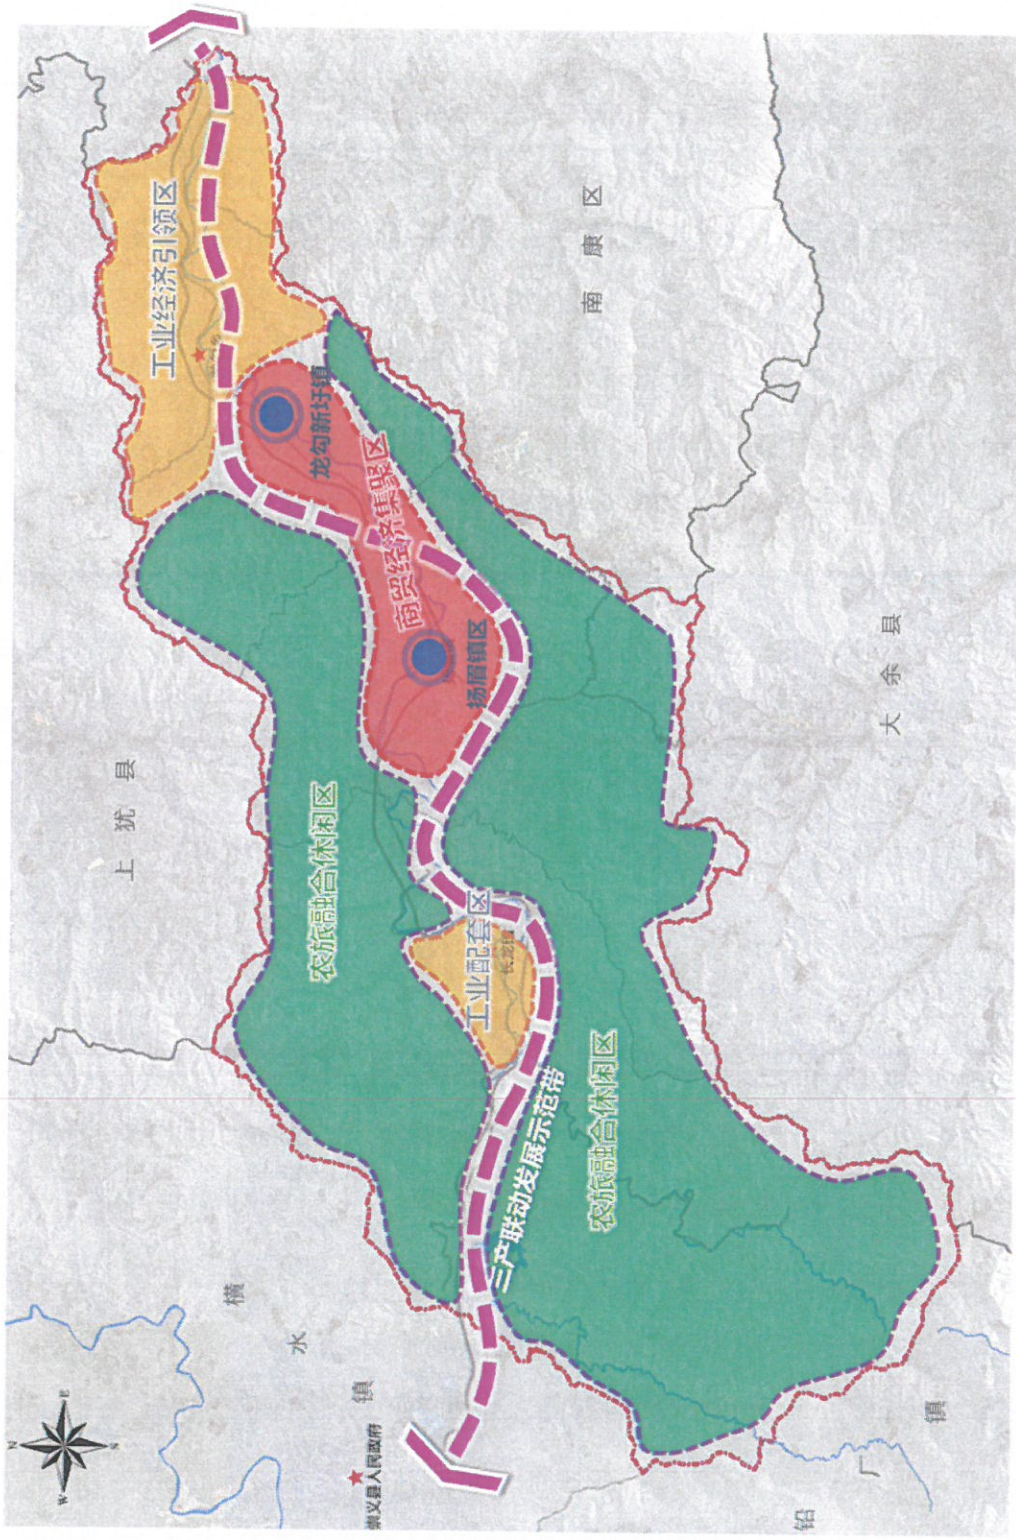 N
W
E
上犹县
工业经济引领区
横水镇
农旅融合休闲区
龙勾新圩镇
崇义县人民政府
商贸经济集聚区
扬眉镇区
工业配套区
长龙镇
三产联动发展示范带
农旅融合休闲区
南康区
铅厂镇
大余县